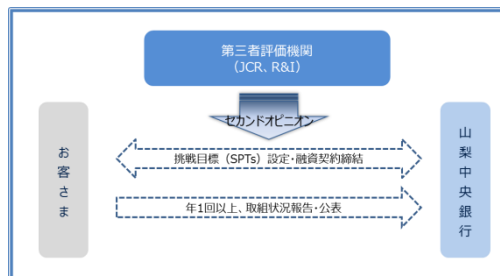 第三者評価機関
（JCR、R&I）
セカンドオピニオン
お客さま
挑戦目標（SPTs）設定・融資契約締結
年1回以上、取組状況報告・公表
山梨中央銀行